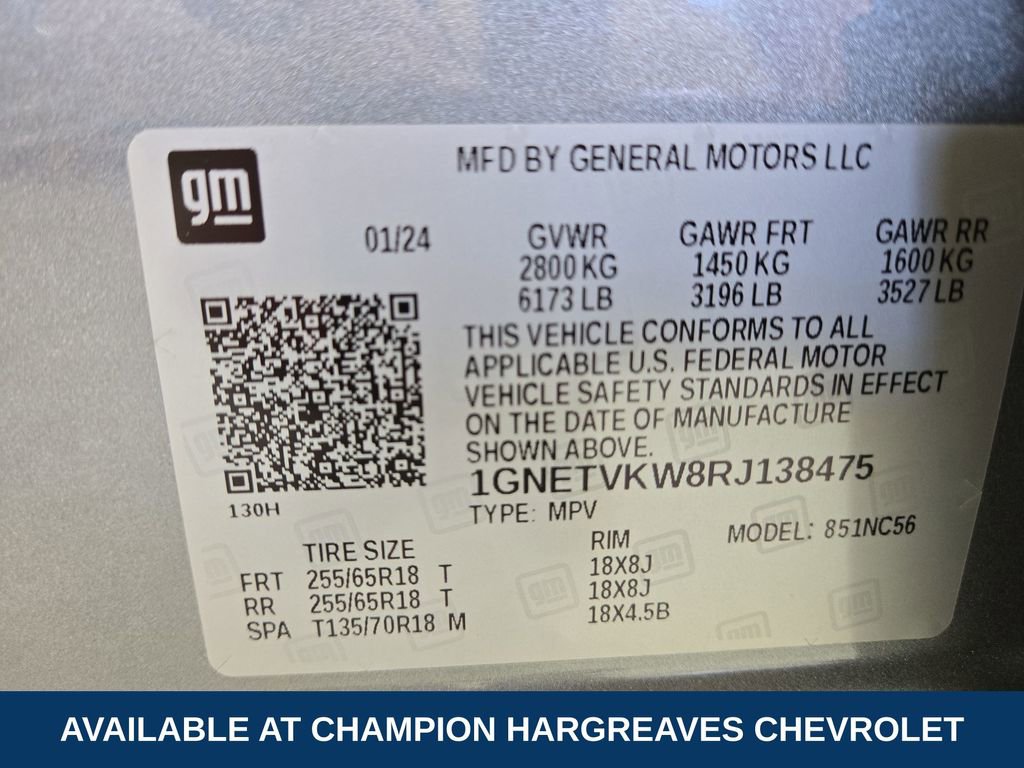 gm
MFD BY GENERAL MOTORS LLC
01/24 GVWR GAWR FRT GAWR RR
2800 KG 1450 KG 1600 KG
6173 LB 3196 LB 3527 LB
THIS VEHICLE CONFORMS TO ALL
APPLICABLE U.S. FEDERAL MOTOR
VEHICLE SAFETY STANDARDS IN EFFECT
ON THE DATE OF MANUFACTURE
SHOWN ABOVE.
1GNETVKW8RJ138475
130H
TYPE: MPV
MODEL: 851NC56
TIRE SIZE RIM
FRT 255/65R18 T 18X8J
RR 255/65R18 T 18X8J
SPA T135/70R18 M 18X4.5B
AVAILABLE AT CHAMPION HARGREAVES CHEVROLET